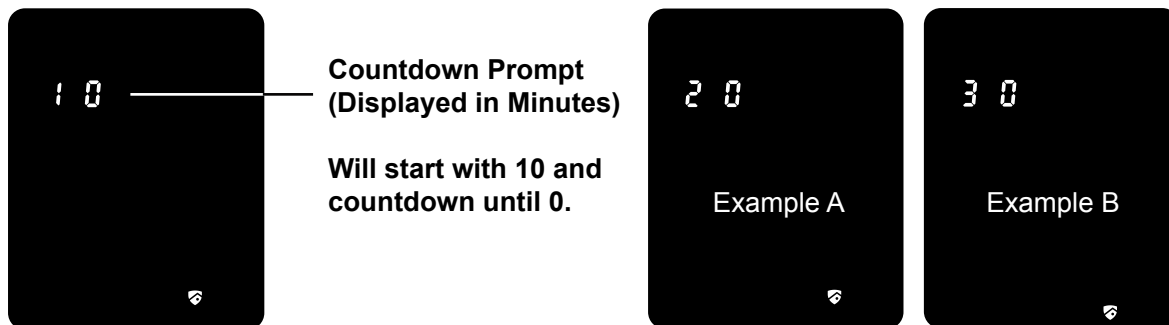 10
Countdown Prompt
(Displayed in Minutes)
Will start with 10 and
countdown until 0.
20
Example A
30
Example B